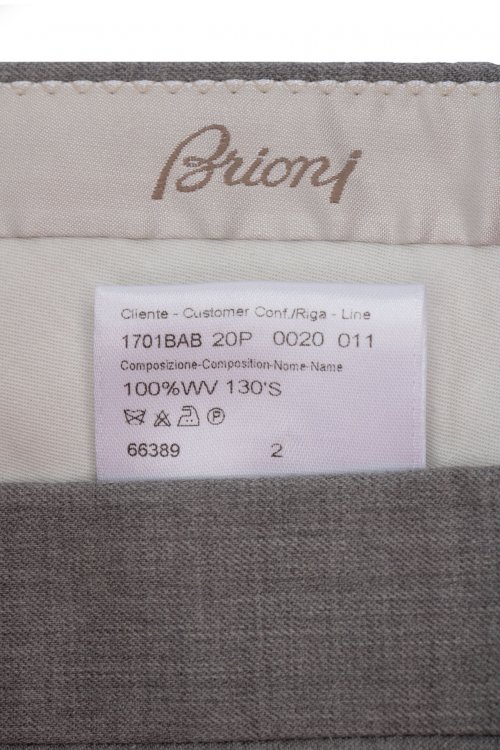 Brioni
Cliente - Customer Conf./Riga - Line
1701BAB 20P 0020 011
Composizione-Composition-Nome-Name
100%WV 130'S
P
66389 2